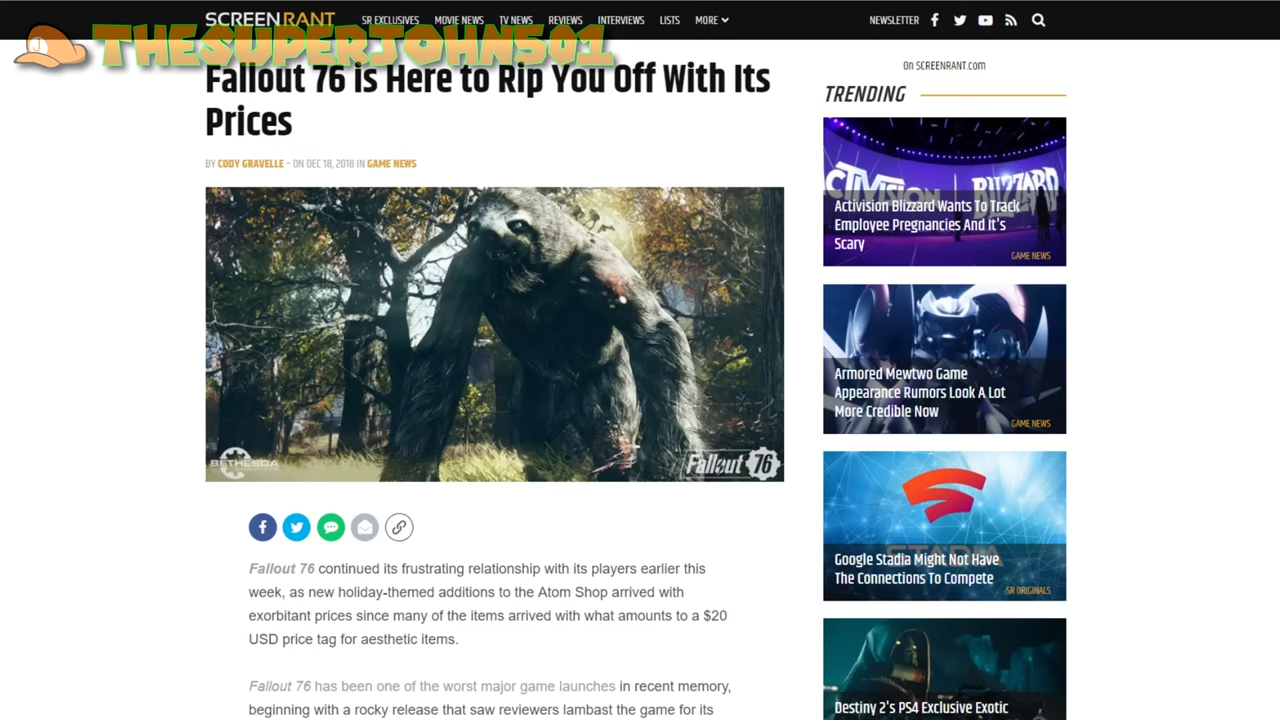 SCREENRANT
SR EXCLUSIVES
MOVIE NEWS
TV NEWS
REVIEWS
INTERVIEWS
LISTS
MORE
NEWSLETTER
THESUPERJOHN501
Fallout 76 is Here to Rip You Off With Its
Prices
BY CODY GRAVELLE – ON DEC 18, 2018 IN GAME NEWS
BETHESDA
Fallout 76
Fallout 76 continued its frustrating relationship with its players earlier this
week, as new holiday-themed additions to the Atom Shop arrived with
exorbitant prices since many of the items arrived with what amounts to a $20
USD price tag for aesthetic items.
Fallout 76 has been one of the worst major game launches in recent memory,
beginning with a rocky release that saw reviewers lambast the game for its
On SCREENRANT.com
TRENDING
CTIVISION
BLIZZARD
Activision Blizzard Wants To Track
Employee Pregnancies And It's
Scary
GAME NEWS
Armored Mewtwo Game
Appearance Rumors Look A Lot
More Credible Now
GAME NEWS
STADIA
Google Stadia Might Not Have
The Connections To Compete
SR ORIGINALS
Destiny 2's PS4 Exclusive Exotic